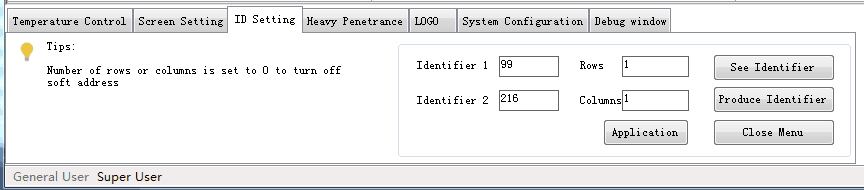 Temperature Control Screen Setting ID Setting Heavy Penetrance LOGO System Configuration Debug window
Tips:
Number of rows or columns is set to 0 to turn off
soft address
Identifier 1 99 Rows 1 See Identifier
Identifier 2 216 Columns 1 Produce Identifier
Application Close Menu
General User Super User